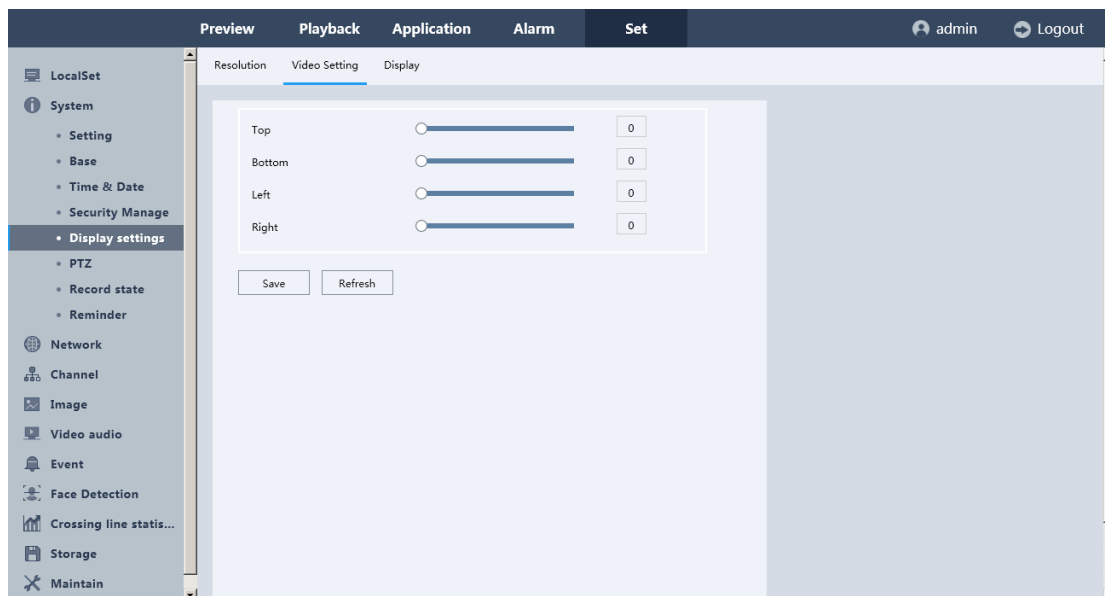 Preview Playback Application Alarm Set admin Logout
Resolution Video Setting Display
LocalSet
System
Setting
Base
Time & Date
Security Manage
Display settings
PTZ
Record state
Reminder
Network
Channel
Image
Video audio
Event
Face Detection
Crossing line statis...
Storage
Maintain
Top 0
Bottom 0
Left 0
Right 0
Save Refresh